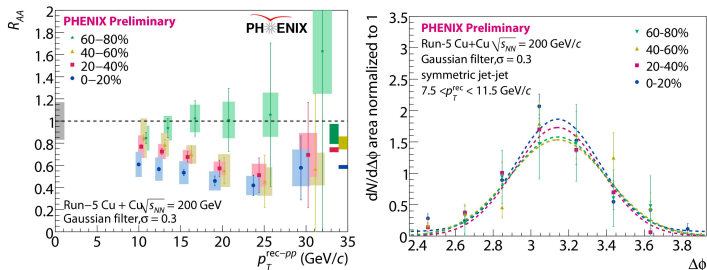 R_AA
2
1.8
1.6
1.4
1.2
1
0.8
0.6
0.4
0.2
0
PHENIX Preliminary
60−80%
40−60%
20−40%
0−20%
PHENIX
Run−5 Cu + Cu √s_NN = 200 GeV
Gaussian filter, σ = 0.3
0 5 10 15 20 25 30 35
p_T^rec−pp (GeV/c)
dN/dΔϕ area normalized to 1
4
3.5
3
2.5
2
1.5
1
0.5
0
PHENIX Preliminary
Run-5 Cu+Cu √s_NN = 200 GeV/c
Gaussian filter,σ = 0.3
symmetric jet-jet
7.5 <p_T^rec < 11.5 GeV/c
60-80%
40-60%
20-40%
0-20%
2.4 2.6 2.8 3 3.2 3.4 3.6 3.8
Δϕ